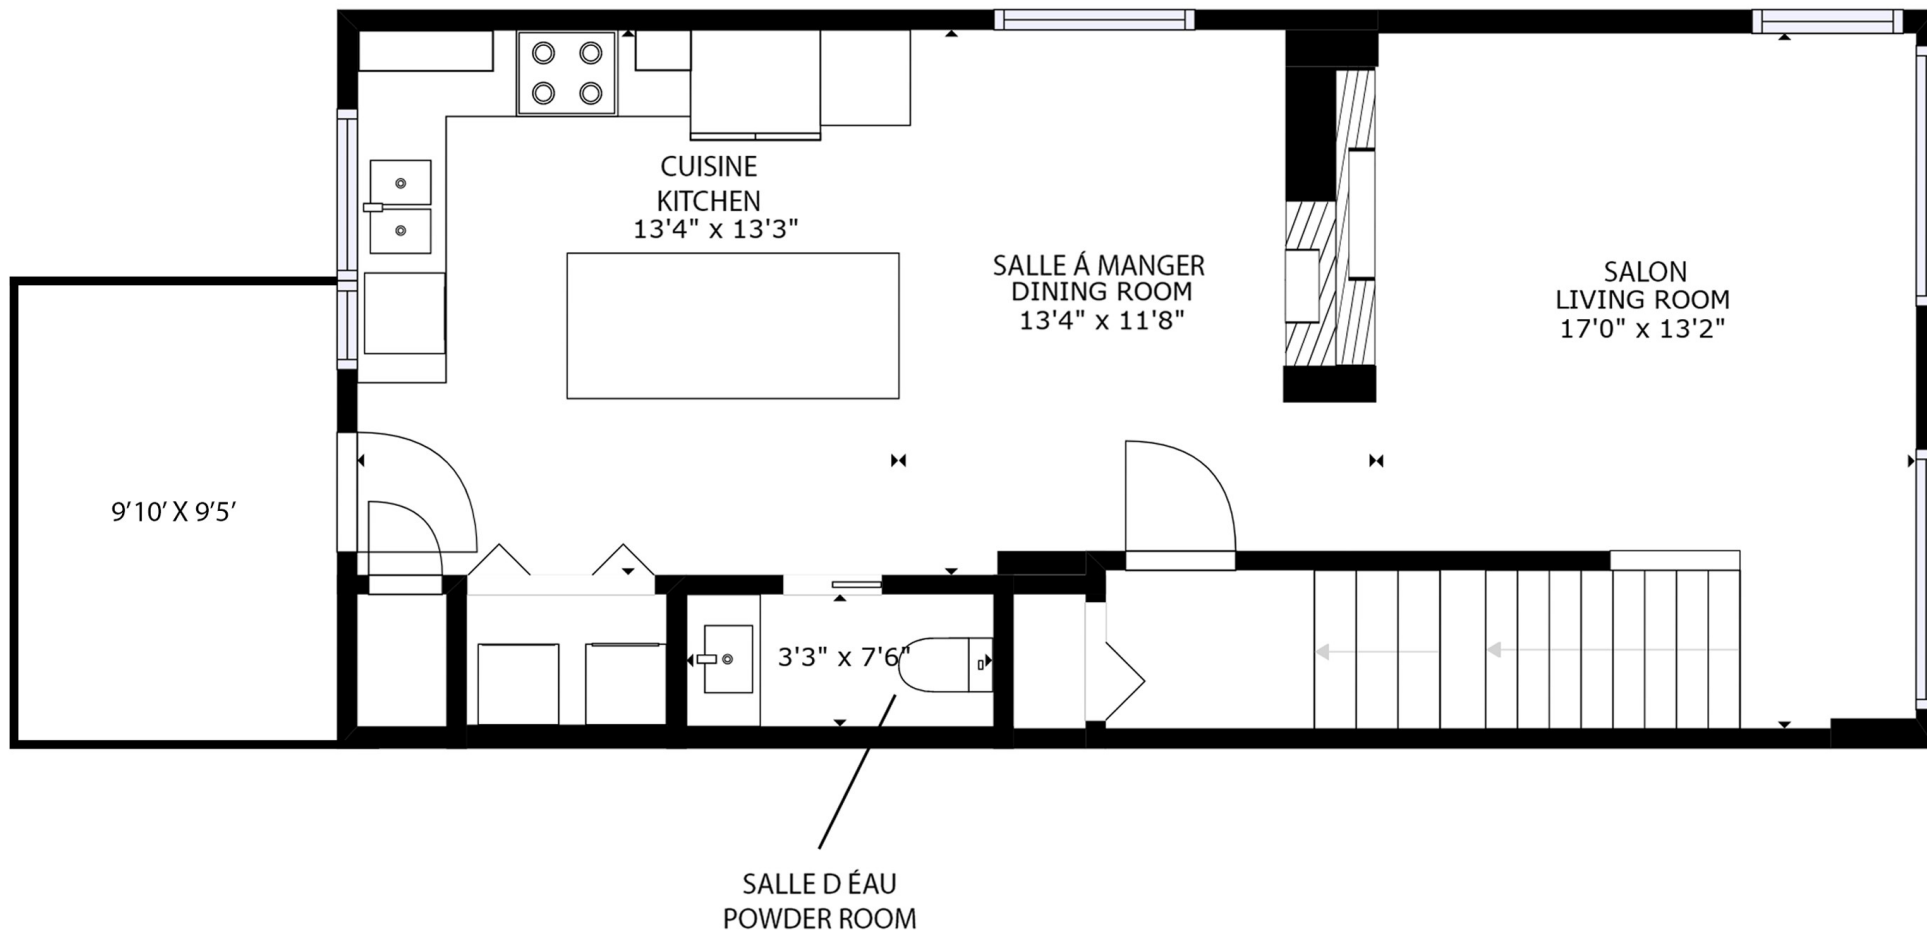 CUISINE
KITCHEN
13'4" x 13'3"
SALLE Á MANGER
DINING ROOM
13'4" x 11'8"
SALON
LIVING ROOM
17'0" x 13'2"
9'10' X 9'5'
3'3" x 7'6"
SALLE D ÉAU
POWDER ROOM